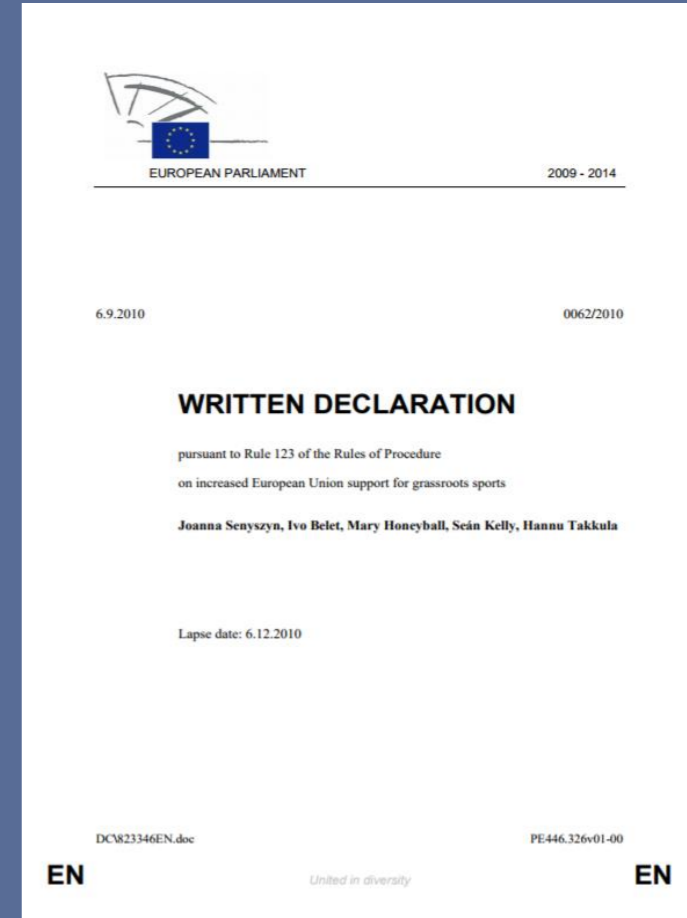 EUROPEAN PARLIAMENT 2009 - 2014
6.9.2010 0062/2010
WRITTEN DECLARATION
pursuant to Rule 123 of the Rules of Procedure
on increased European Union support for grassroots sports
Joanna Senyszyn, Ivo Belet, Mary Honeyball, Seán Kelly, Hannu Takkula
Lapse date: 6.12.2010
DC\823346EN.doc PE446.326v01-00
EN United in diversity EN